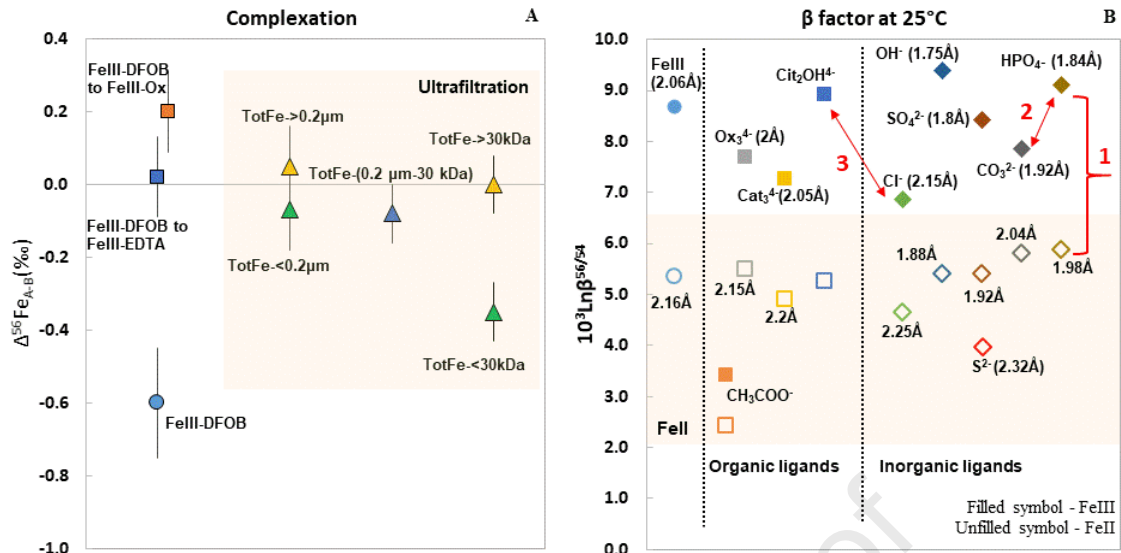 Complexation
A
Δ⁵⁶Fe A-B (‰)
0.4
0.2
0.0
-0.2
-0.4
-0.6
-0.8
-1.0
FeIII-DFOB
to FeIII-Ox
FeIII-DFOB to
FeIII-EDTA
FeIII-DFOB
Ultrafiltration
TotFe->0.2µm
TotFe->30kDa
TotFe-(0.2 µm-30 kDa)
TotFe-<0.2µm
TotFe-<30kDa
β factor at 25°C
B
10³Lnβ⁵⁶ᐟ⁵⁴
10.0
9.0
8.0
7.0
6.0
5.0
4.0
3.0
2.0
1.0
0.0
FeIII
(2.06Å)
Cit₂OH⁴⁻
OH⁻ (1.75Å)
HPO₄⁻ (1.84Å)
Ox₃⁴⁻ (2Å)
SO₄²⁻ (1.8Å)
2
1
3
Cat₃⁴⁻ (2.05Å)
Cl⁻ (2.15Å)
CO₃²⁻
(1.92Å)
2.16Å
2.15Å
2.2Å
1.88Å
2.04Å
1.98Å
1.92Å
2.25Å
S²⁻ (2.32Å)
CH₃COO⁻
FeII
Organic ligands
Inorganic ligands
Filled symbol - FeIII
Unfilled symbol - FeII